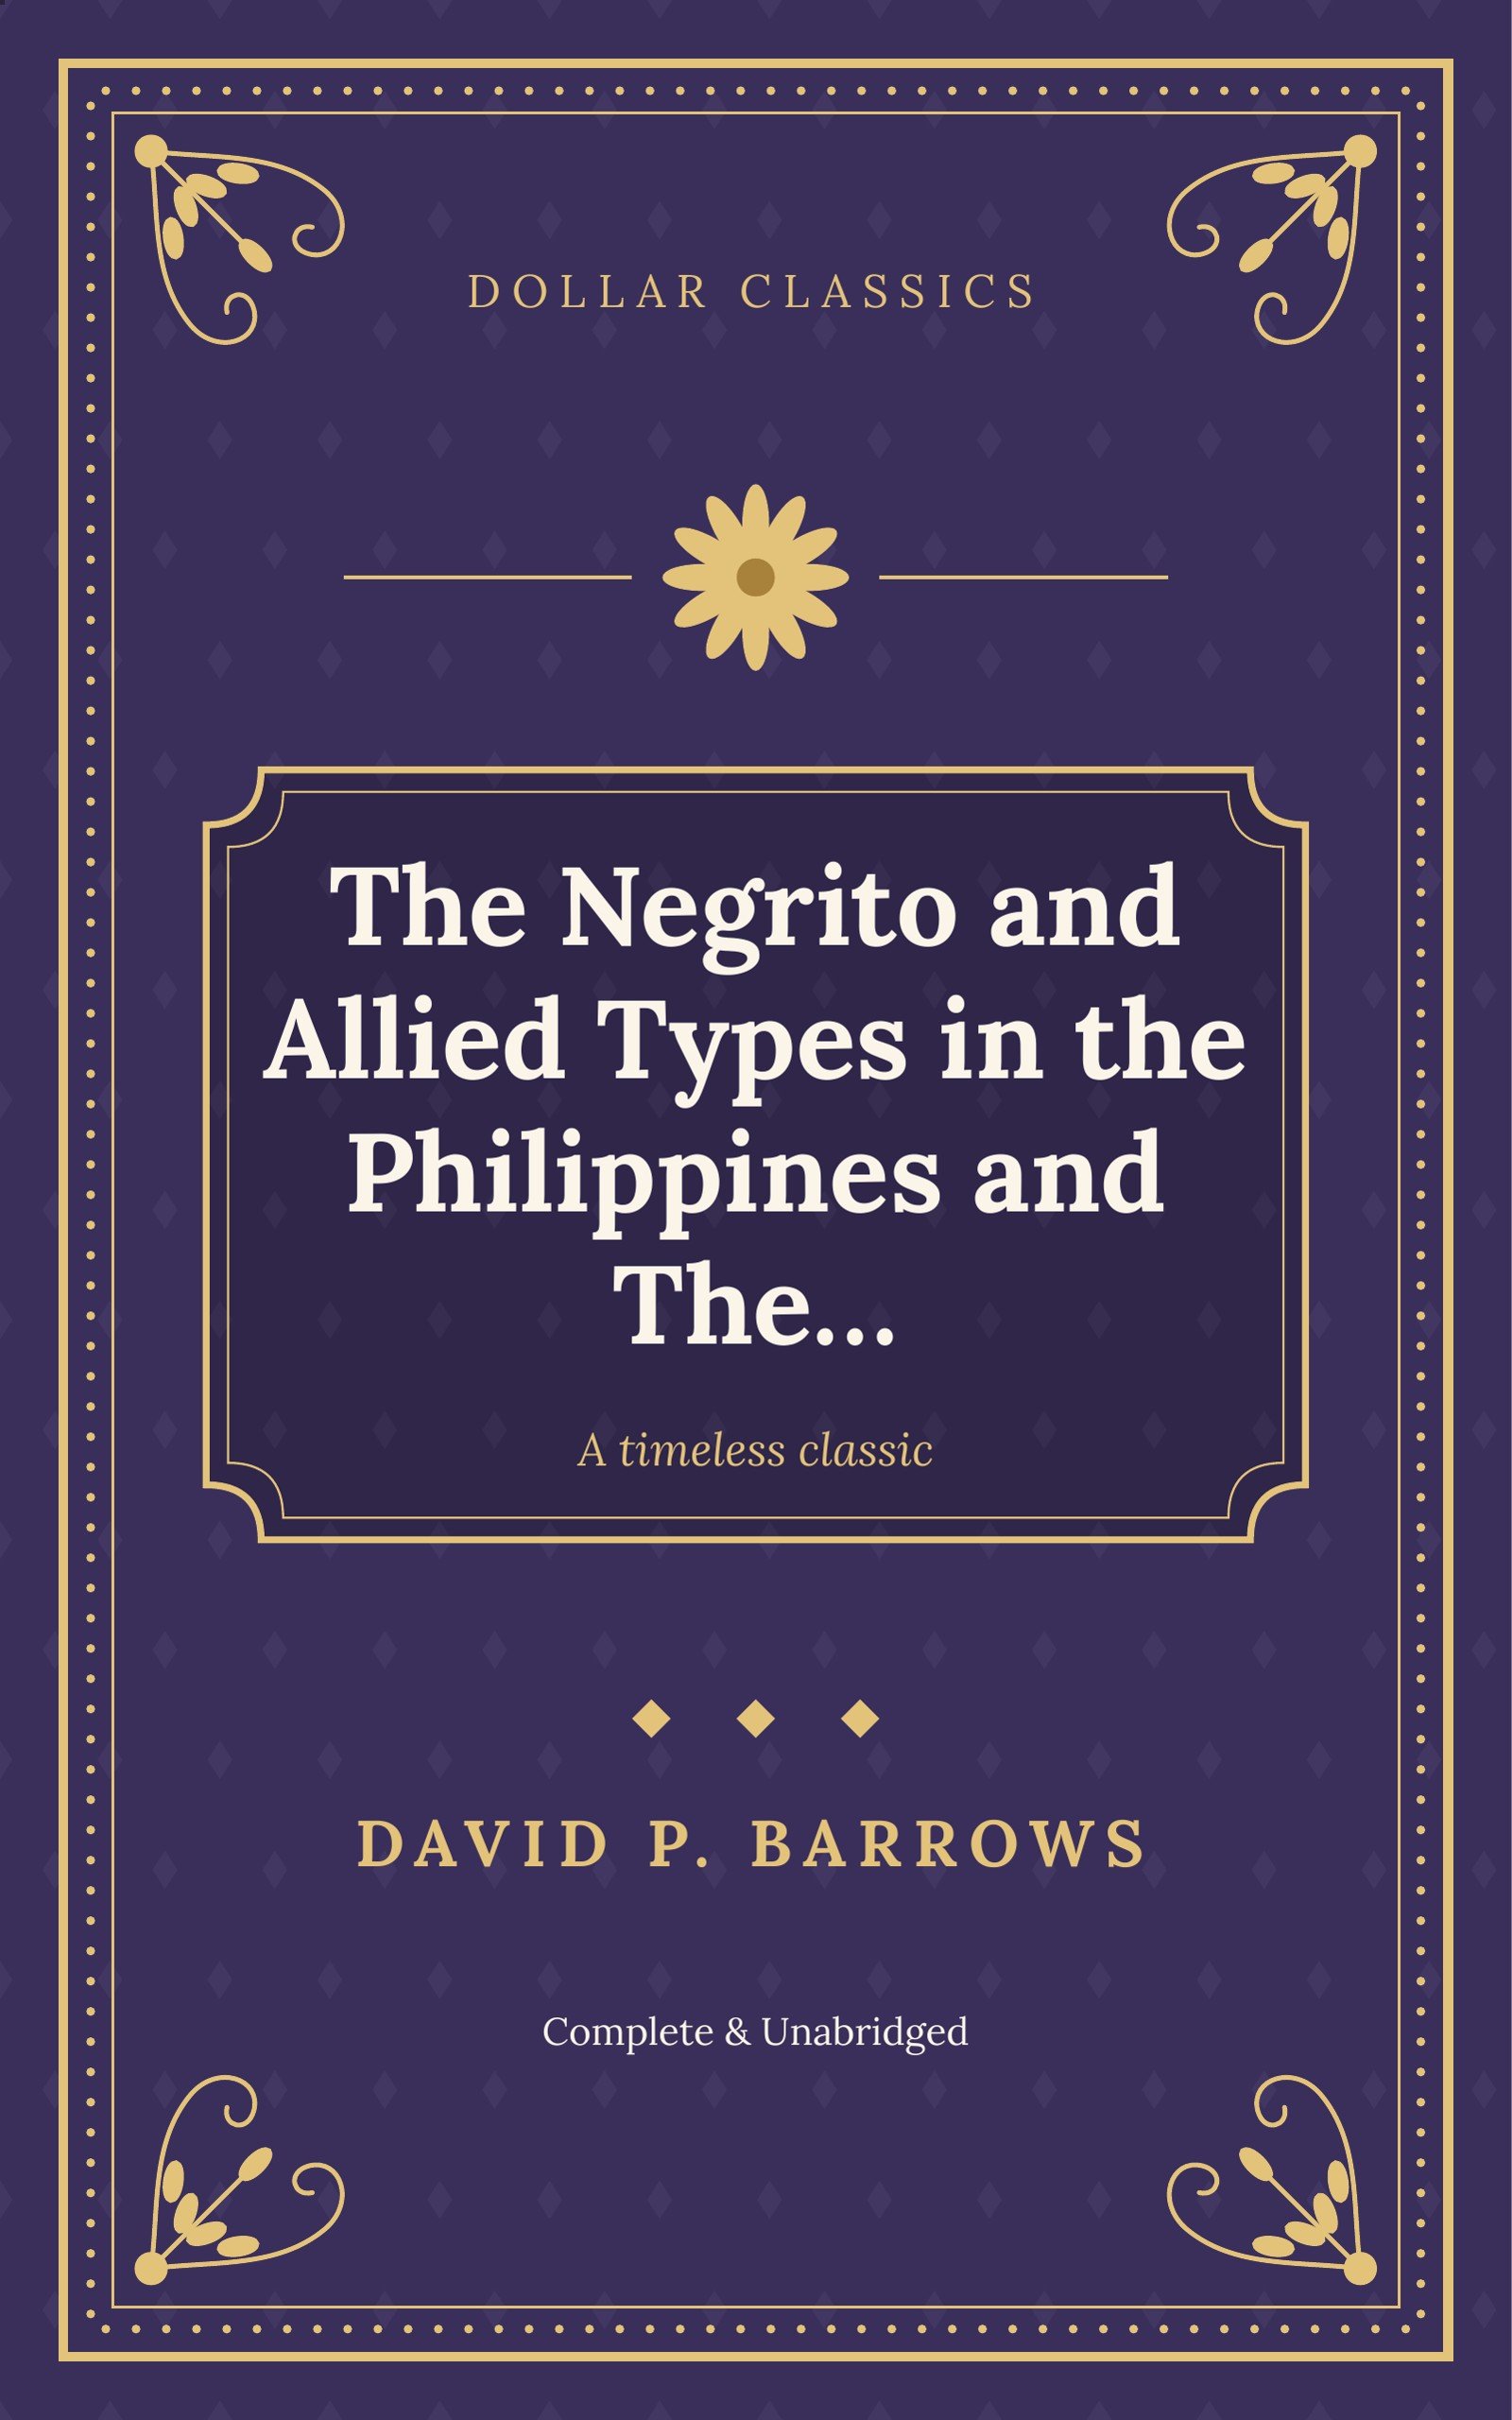 DOLLAR CLASSICS
The Negrito and
Allied Types in the
Philippines and
The...
A timeless classic
DAVID P. BARROWS
Complete & Unabridged